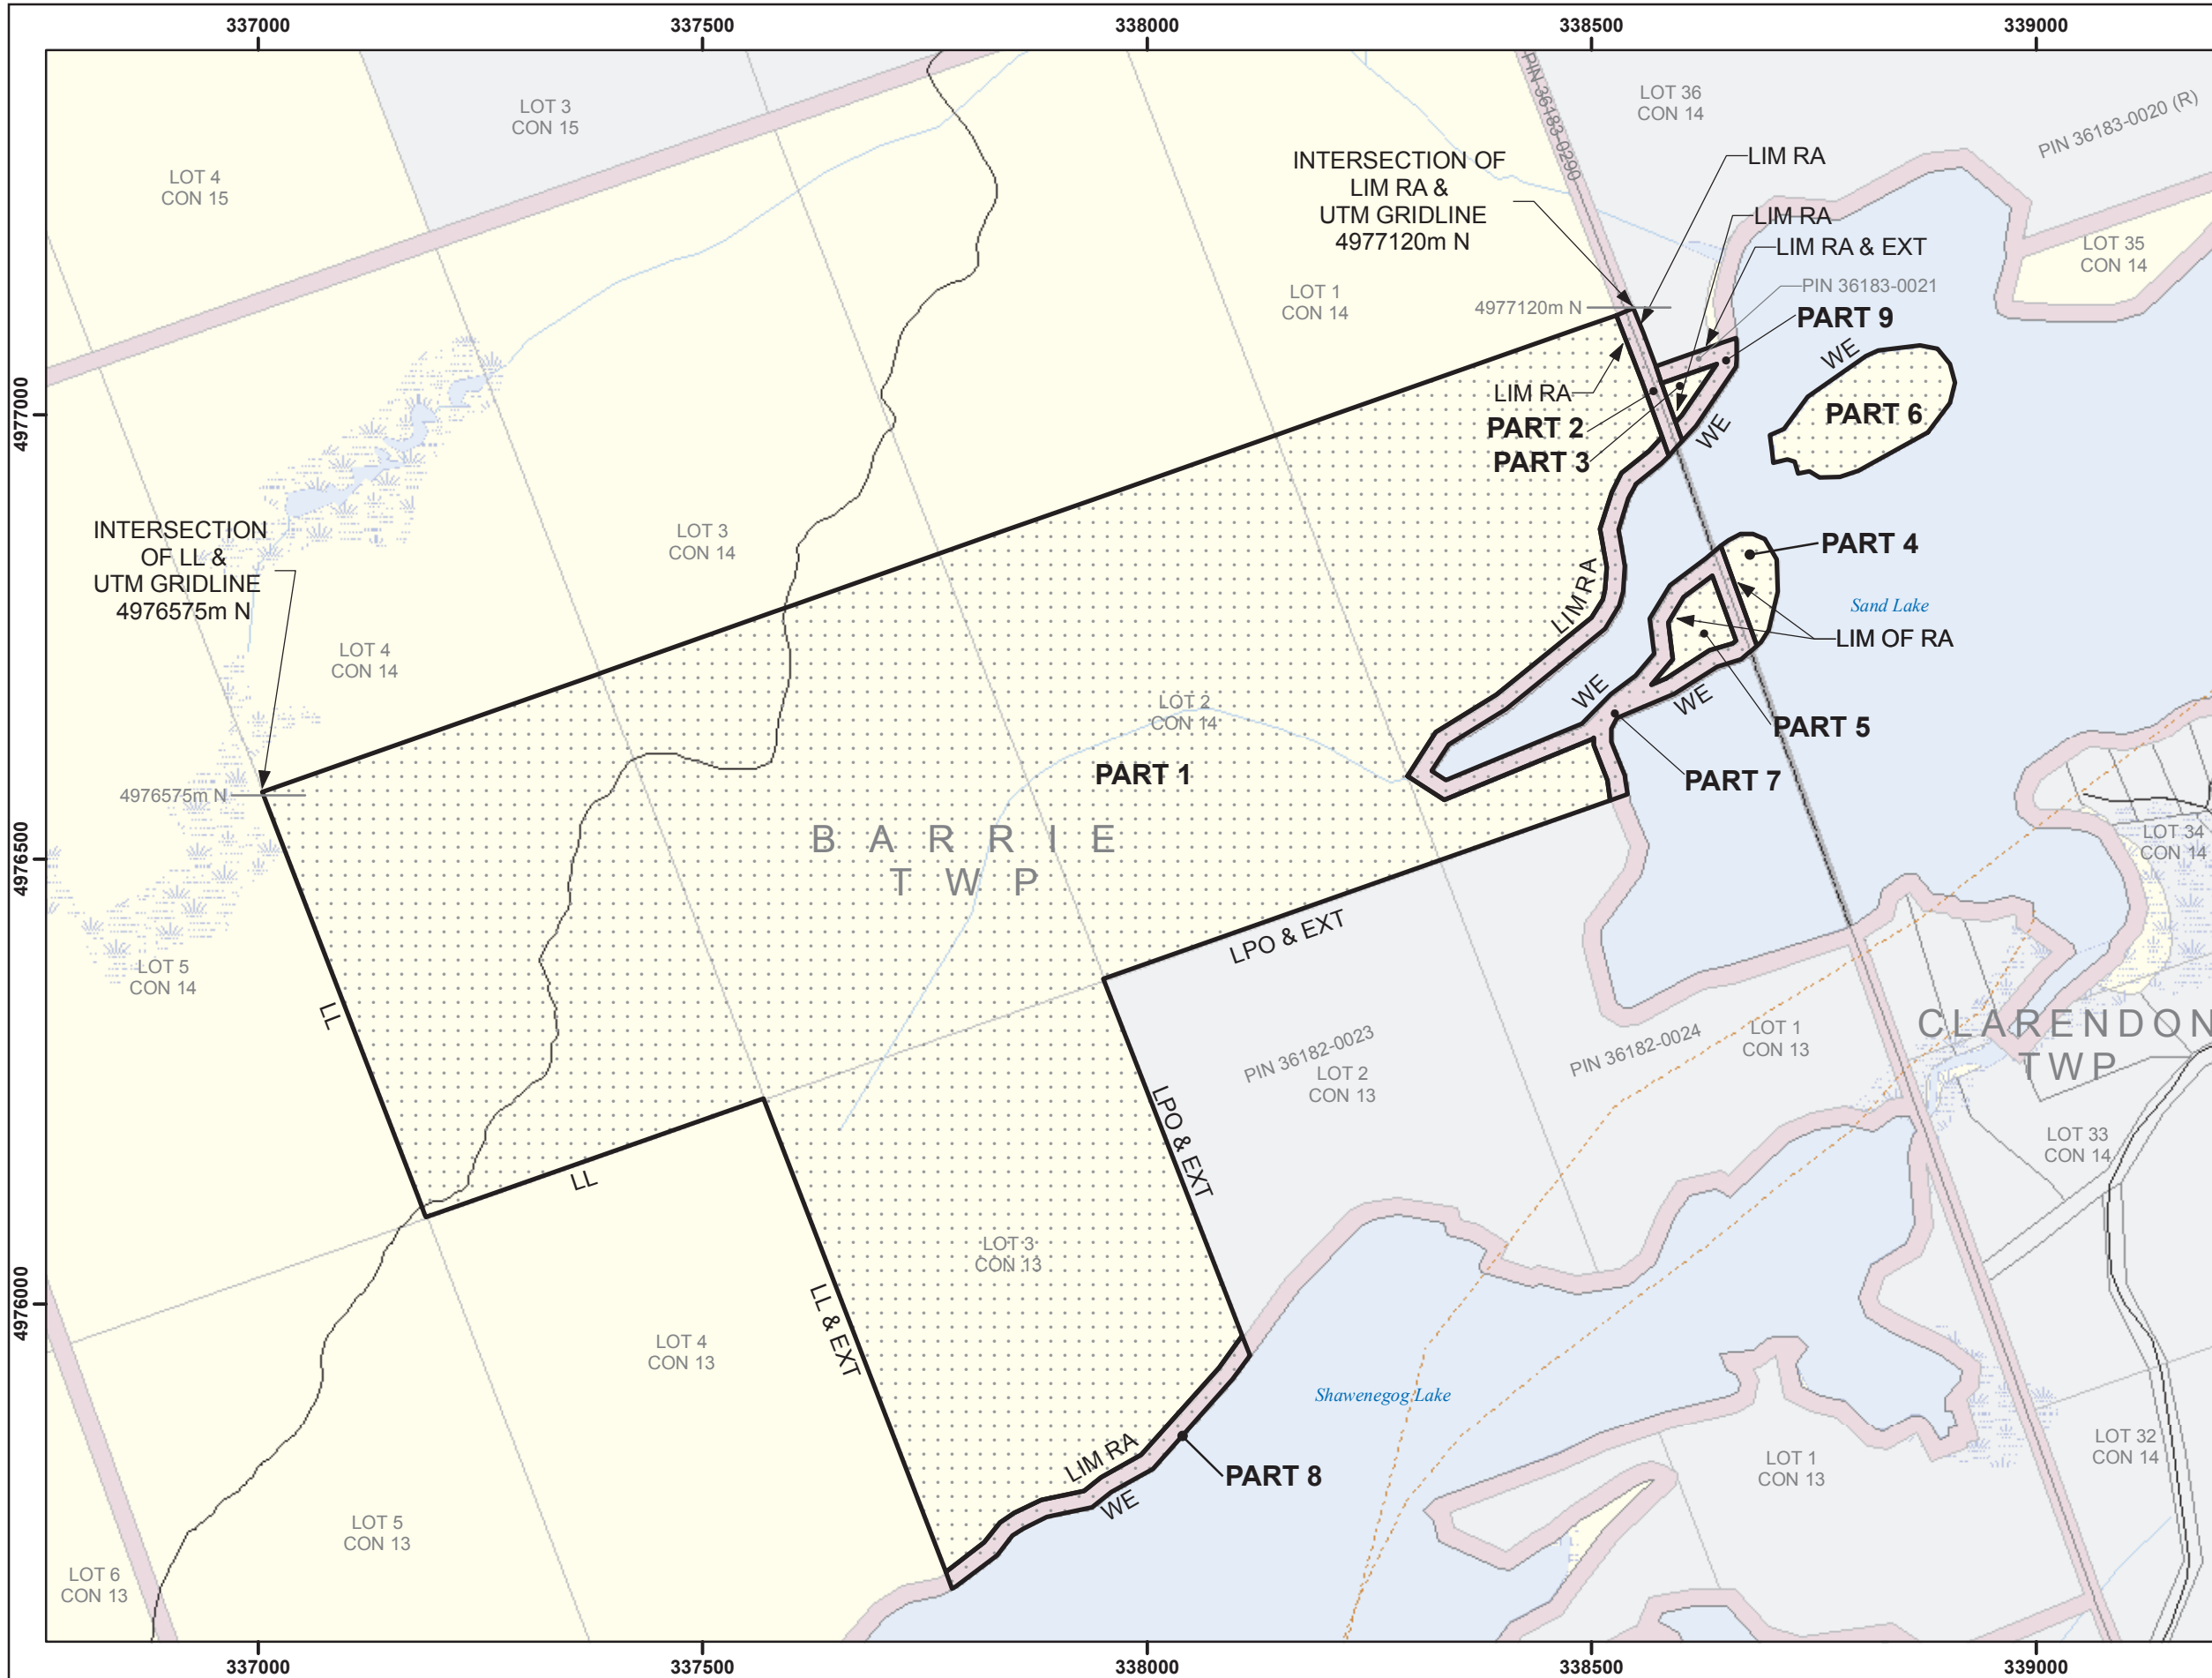 337000
337500
338000
338500
339000
4977000
4976500
4976000
LOT 3
CON 15
LOT 4
CON 15
LOT 36
CON 14
PIN 36183-0290
PIN 36183-0020 (R)
INTERSECTION OF
LIM RA &
UTM GRIDLINE
4977120m N
LIM RA
LIM RA
LIM RA & EXT
PIN 36183-0021
PART 9
LOT 35
CON 14
LOT 1
CON 14
4977120m N
WE
LIM RA
PART 2
PART 3
WE
PART 6
INTERSECTION
OF LL &
UTM GRIDLINE
4976575m N
LOT 3
CON 14
LIM RA
PART 4
Sand Lake
LIM OF RA
LOT 4
CON 14
WE
WE
LOT 2
CON 14
PART 5
PART 1
PART 7
4976575m N
BARRIE
TWP
LOT 34
CON 14
LPO & EXT
LOT 5
CON 14
LL
PIN 36182-0023
LOT 2
CON 13
PIN 36182-0024
LOT 1
CON 13
CLARENDON
TWP
LPO & EXT
LOT 33
CON 14
LL
LOT 3
CON 13
LL & EXT
LOT 4
CON 13
Shawenegog Lake
LIM RA
WE
PART 8
LOT 1
CON 13
LOT 32
CON 14
LOT 5
CON 13
LOT 6
CON 13
337000
337500
338000
338500
339000